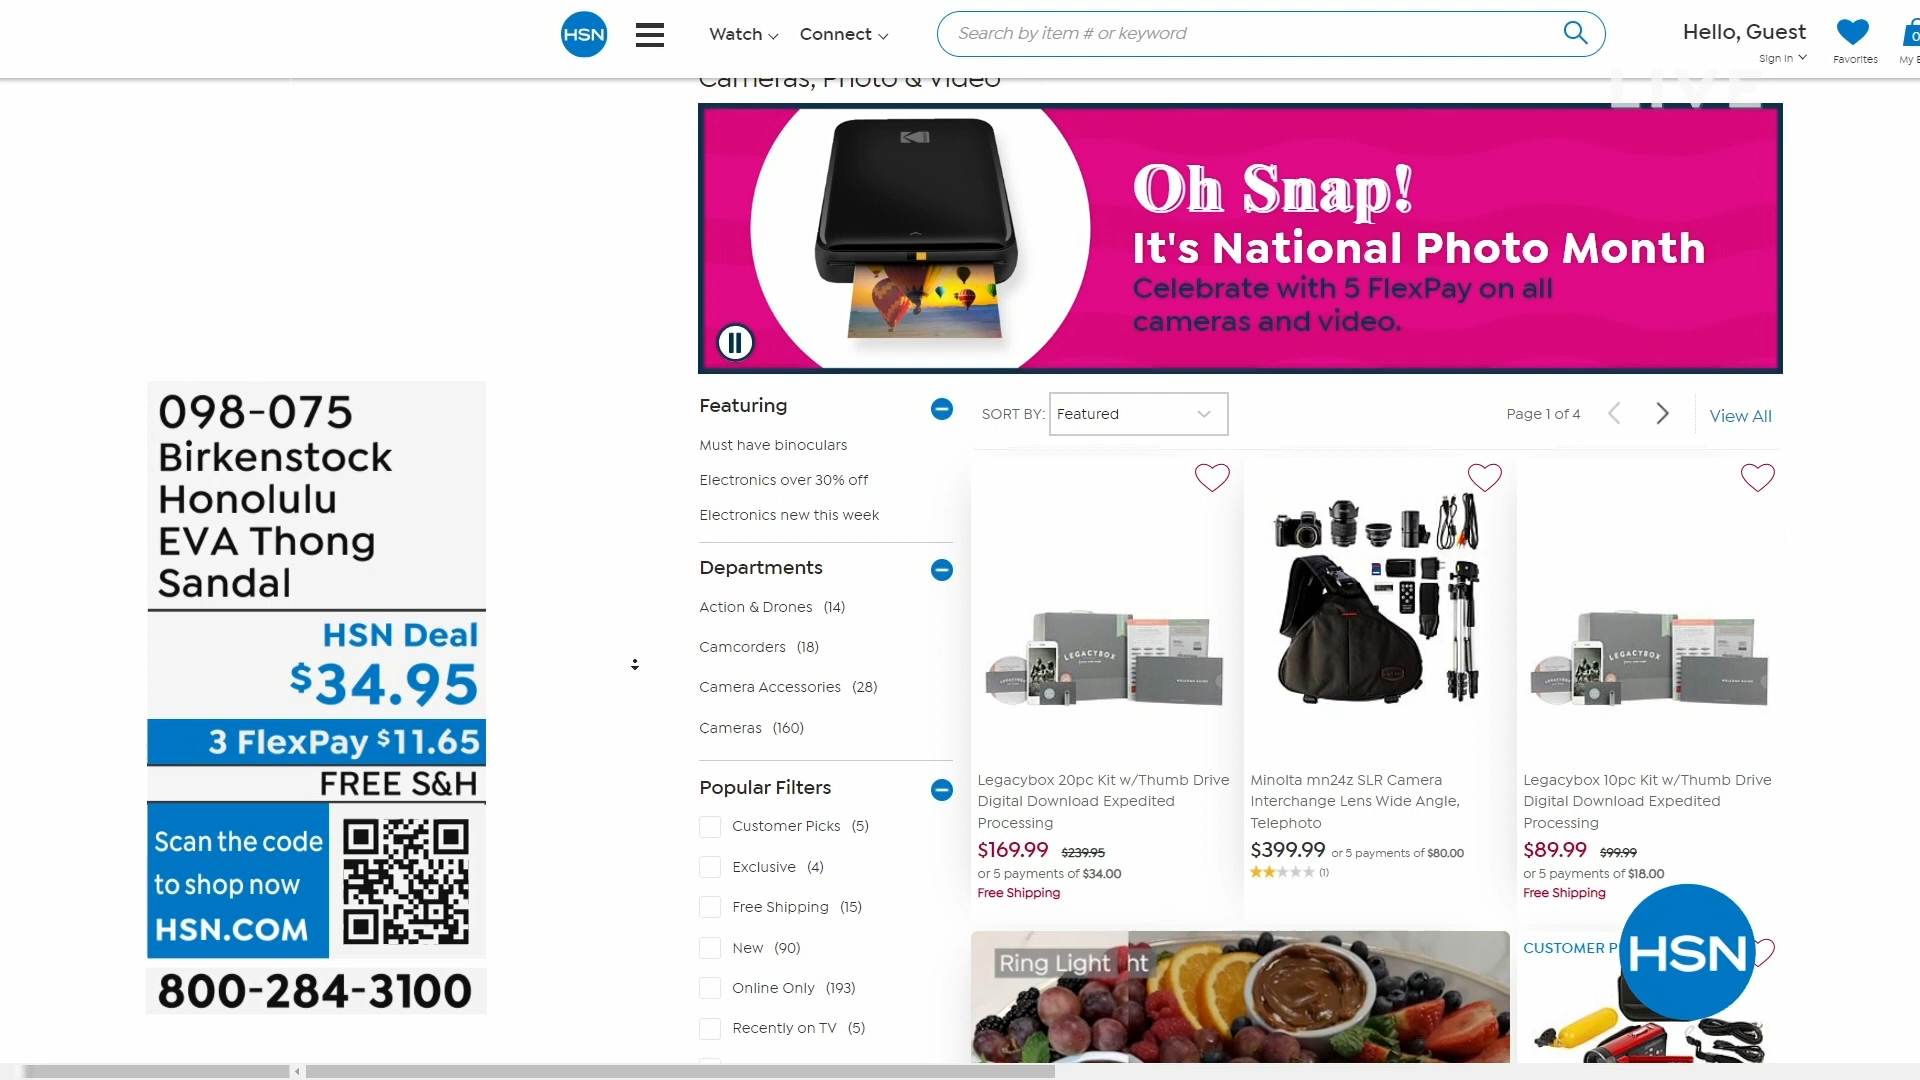 HSN
Watch
Connect
Search by item # or keyword
Hello, Guest
Sign In
Favorites
0
LIVE
Cameras, Photo & Video
Oh Snap!
It's National Photo Month
Celebrate with 5 FlexPay on all
cameras and video.
098-075
Birkenstock
Honolulu
EVA Thong
Sandal
HSN Deal
$34.95
3 FlexPay $11.65
FREE S&H
Scan the code
to shop now
HSN.COM
800-284-3100
Featuring
Must have binoculars
Electronics over 30% off
Electronics new this week
Departments
Action & Drones (14)
Camcorders (18)
Camera Accessories (28)
Cameras (160)
Popular Filters
Customer Picks (5)
Exclusive (4)
Free Shipping (15)
New (90)
Online Only (193)
Recently on TV (5)
SORT BY: Featured
Page 1 of 4
View All
LEGACYBOX
LEGACYBOX
Legacybox 20pc Kit w/Thumb Drive
Digital Download Expedited
Processing
$169.99 $239.95
or 5 payments of $34.00
Free Shipping
Minolta mn24z SLR Camera
Interchange Lens Wide Angle,
Telephoto
$399.99 or 5 payments of $80.00
(1)
Legacybox 10pc Kit w/Thumb Drive
Digital Download Expedited
Processing
$89.99 $99.99
or 5 payments of $18.00
Free Shipping
Ring Light ht
CUSTOMER P
HSN